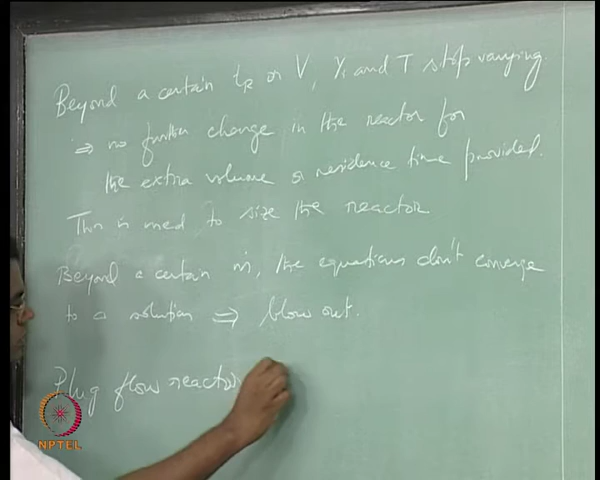 Beyond a certain t_R or V, Y_i and T stop varying.
⇒ no further change in the reactor for
the extra volume or residence time provided.
This is used to size the reactor
Beyond a certain ṁ, the equations don't converge
to a solution ⇒ blow out.
Plug flow reactor
NPTEL